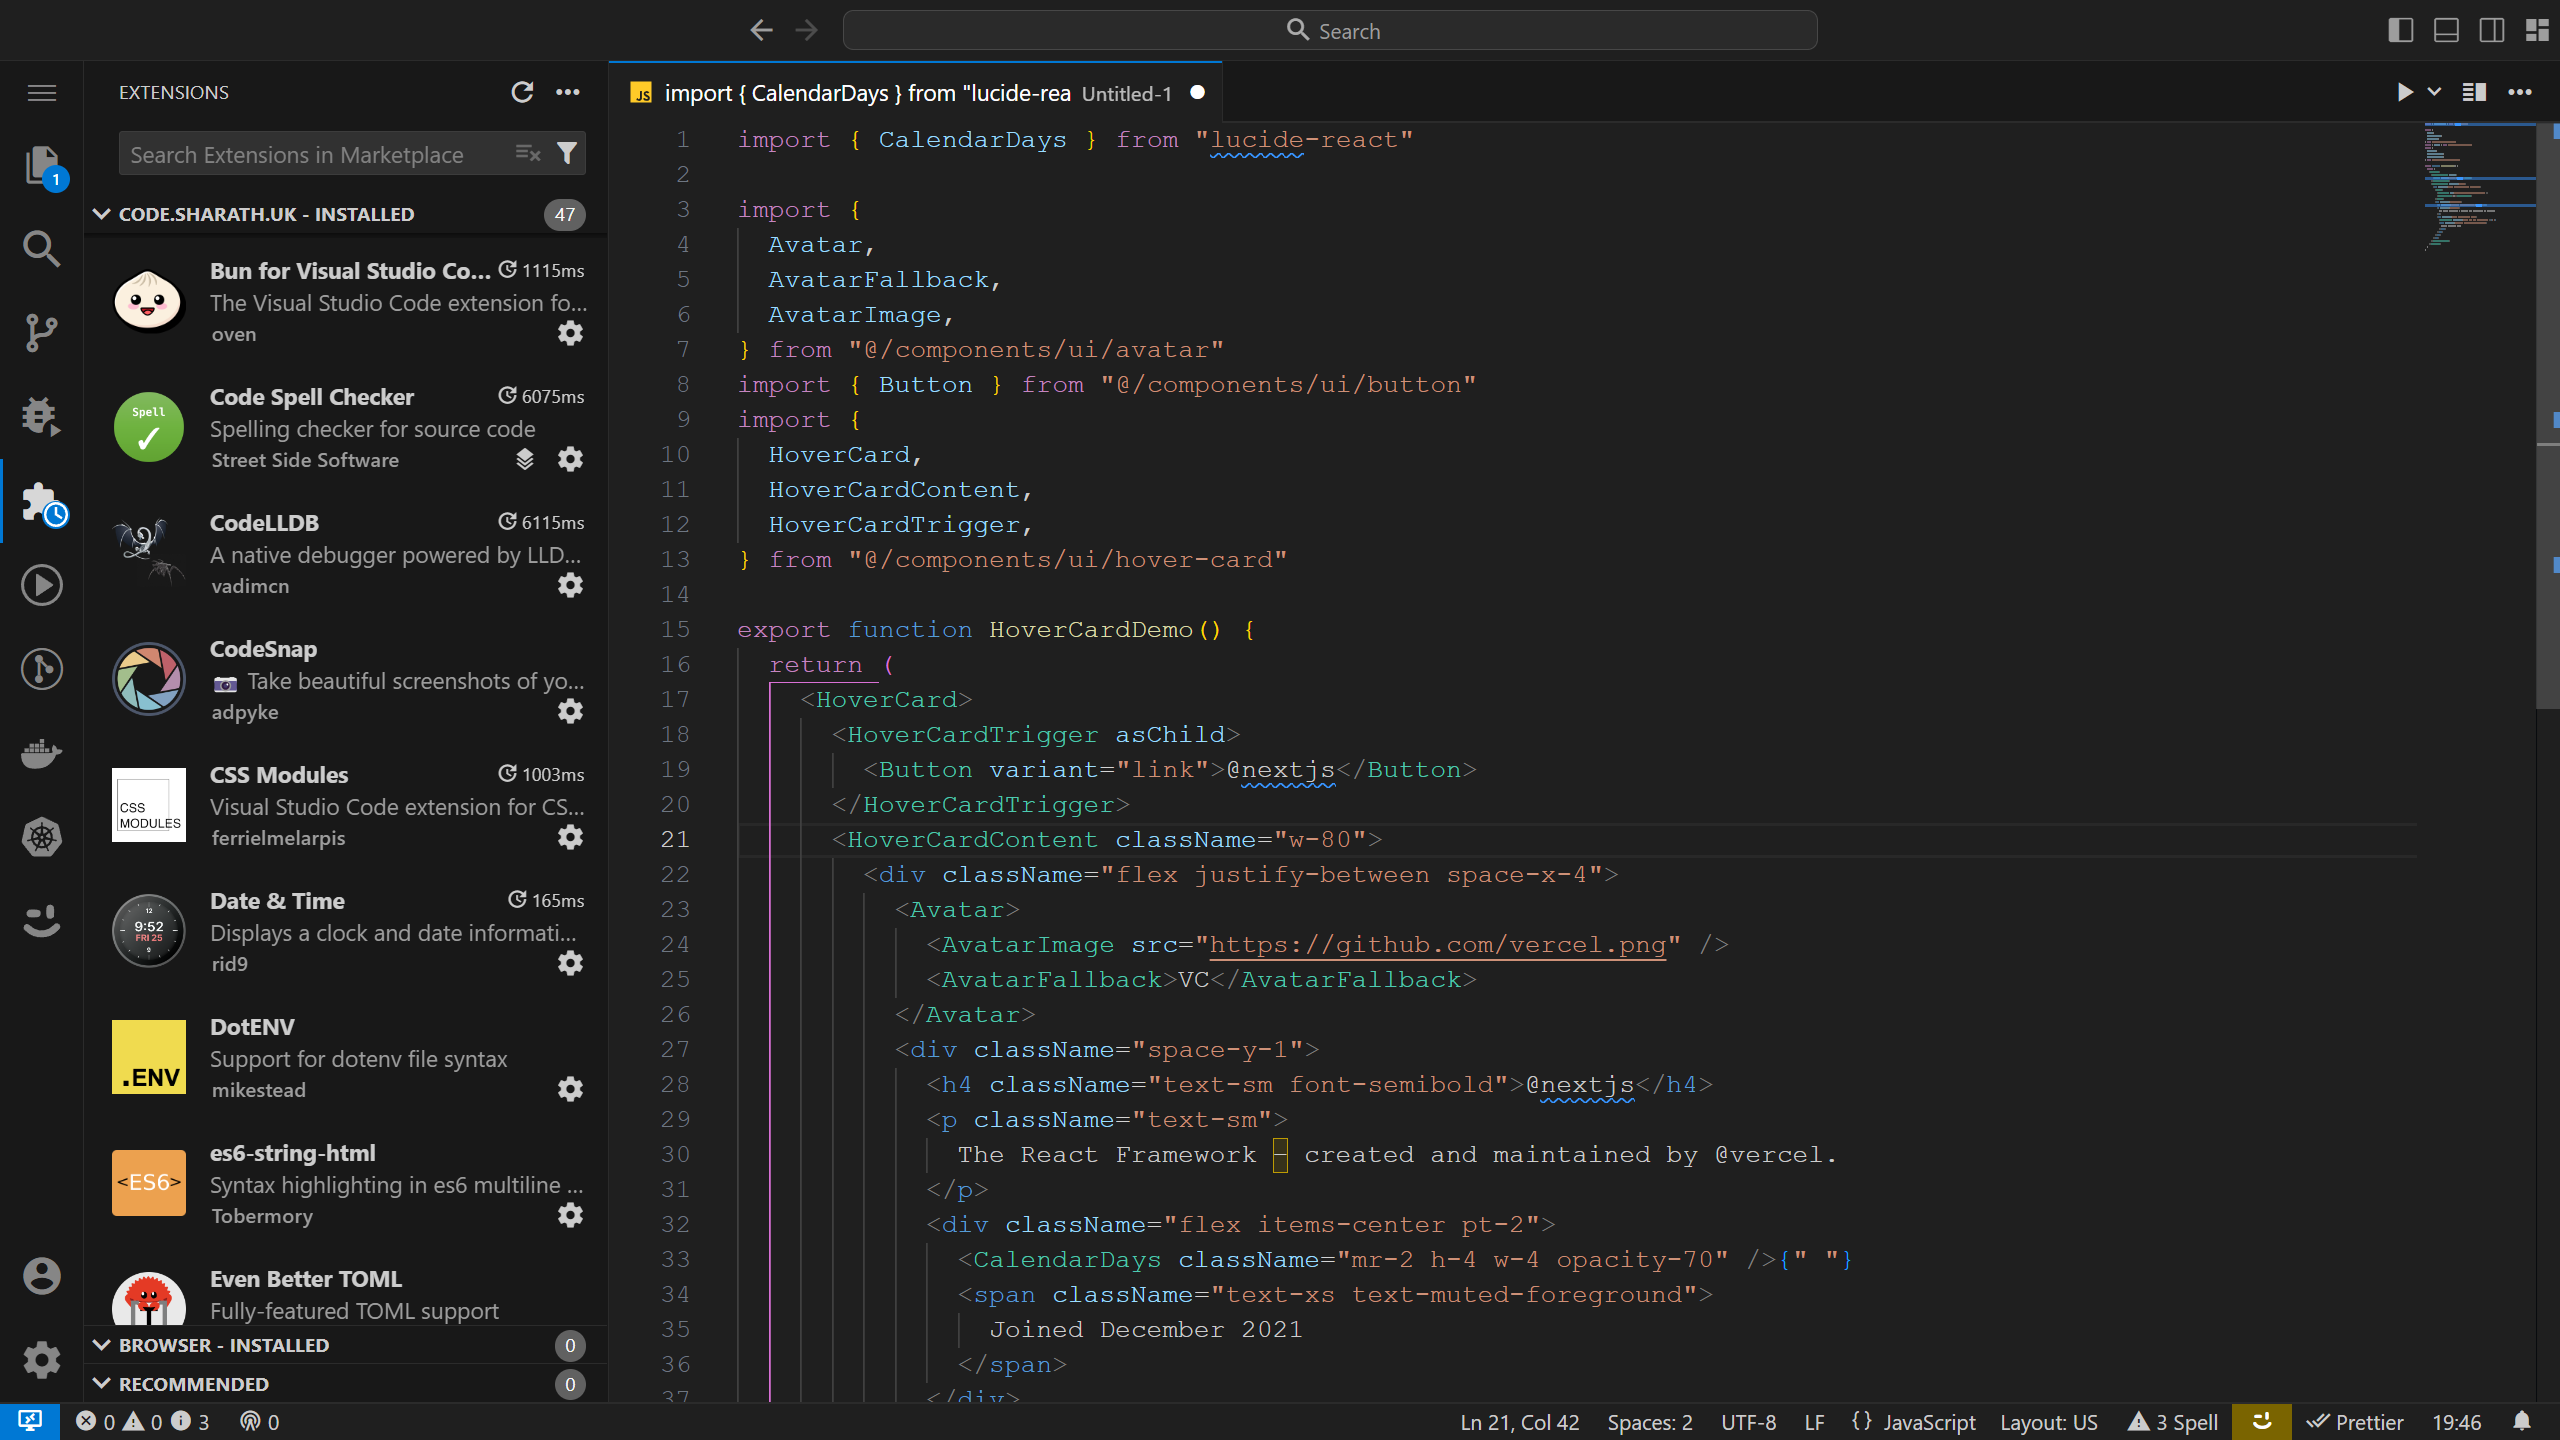 Search
EXTENSIONS
Search Extensions in Marketplace
CODE.SHARATH.UK - INSTALLED 47
Bun for Visual Studio Co... 1115ms
The Visual Studio Code extension fo...
oven
Spell
Code Spell Checker 6075ms
Spelling checker for source code
Street Side Software
CodeLLDB 6115ms
A native debugger powered by LLD...
vadimcn
CodeSnap
Take beautiful screenshots of yo...
adpyke
CSS MODULES
CSS Modules 1003ms
Visual Studio Code extension for CS...
ferrielmelarpis
12
9:52
FRI 25
6
Date & Time 165ms
Displays a clock and date informati...
rid9
.ENV
DotENV
Support for dotenv file syntax
mikestead
<ES6>
es6-string-html
Syntax highlighting in es6 multiline ...
Tobermory
Even Better TOML
Fully-featured TOML support
BROWSER - INSTALLED 0
RECOMMENDED 0
1
JS import { CalendarDays } from "lucide-rea Untitled-1
1 import { CalendarDays } from "lucide-react"
2
3 import {
4 Avatar,
5 AvatarFallback,
6 AvatarImage,
7 } from "@/components/ui/avatar"
8 import { Button } from "@/components/ui/button"
9 import {
10 HoverCard,
11 HoverCardContent,
12 HoverCardTrigger,
13 } from "@/components/ui/hover-card"
14
15 export function HoverCardDemo() {
16 return (
17 <HoverCard>
18 <HoverCardTrigger asChild>
19 <Button variant="link">@nextjs</Button>
20 </HoverCardTrigger>
21 <HoverCardContent className="w-80">
22 <div className="flex justify-between space-x-4">
23 <Avatar>
24 <AvatarImage src="https://github.com/vercel.png" />
25 <AvatarFallback>VC</AvatarFallback>
26 </Avatar>
27 <div className="space-y-1">
28 <h4 className="text-sm font-semibold">@nextjs</h4>
29 <p className="text-sm">
30 The React Framework – created and maintained by @vercel.
31 </p>
32 <div className="flex items-center pt-2">
33 <CalendarDays className="mr-2 h-4 w-4 opacity-70" />{" "}
34 <span className="text-xs text-muted-foreground">
35 Joined December 2021
36 </span>
37 </div>
0 0 3 0
Ln 21, Col 42 Spaces: 2 UTF-8 LF {} JavaScript Layout: US 3 Spell Prettier 19:46